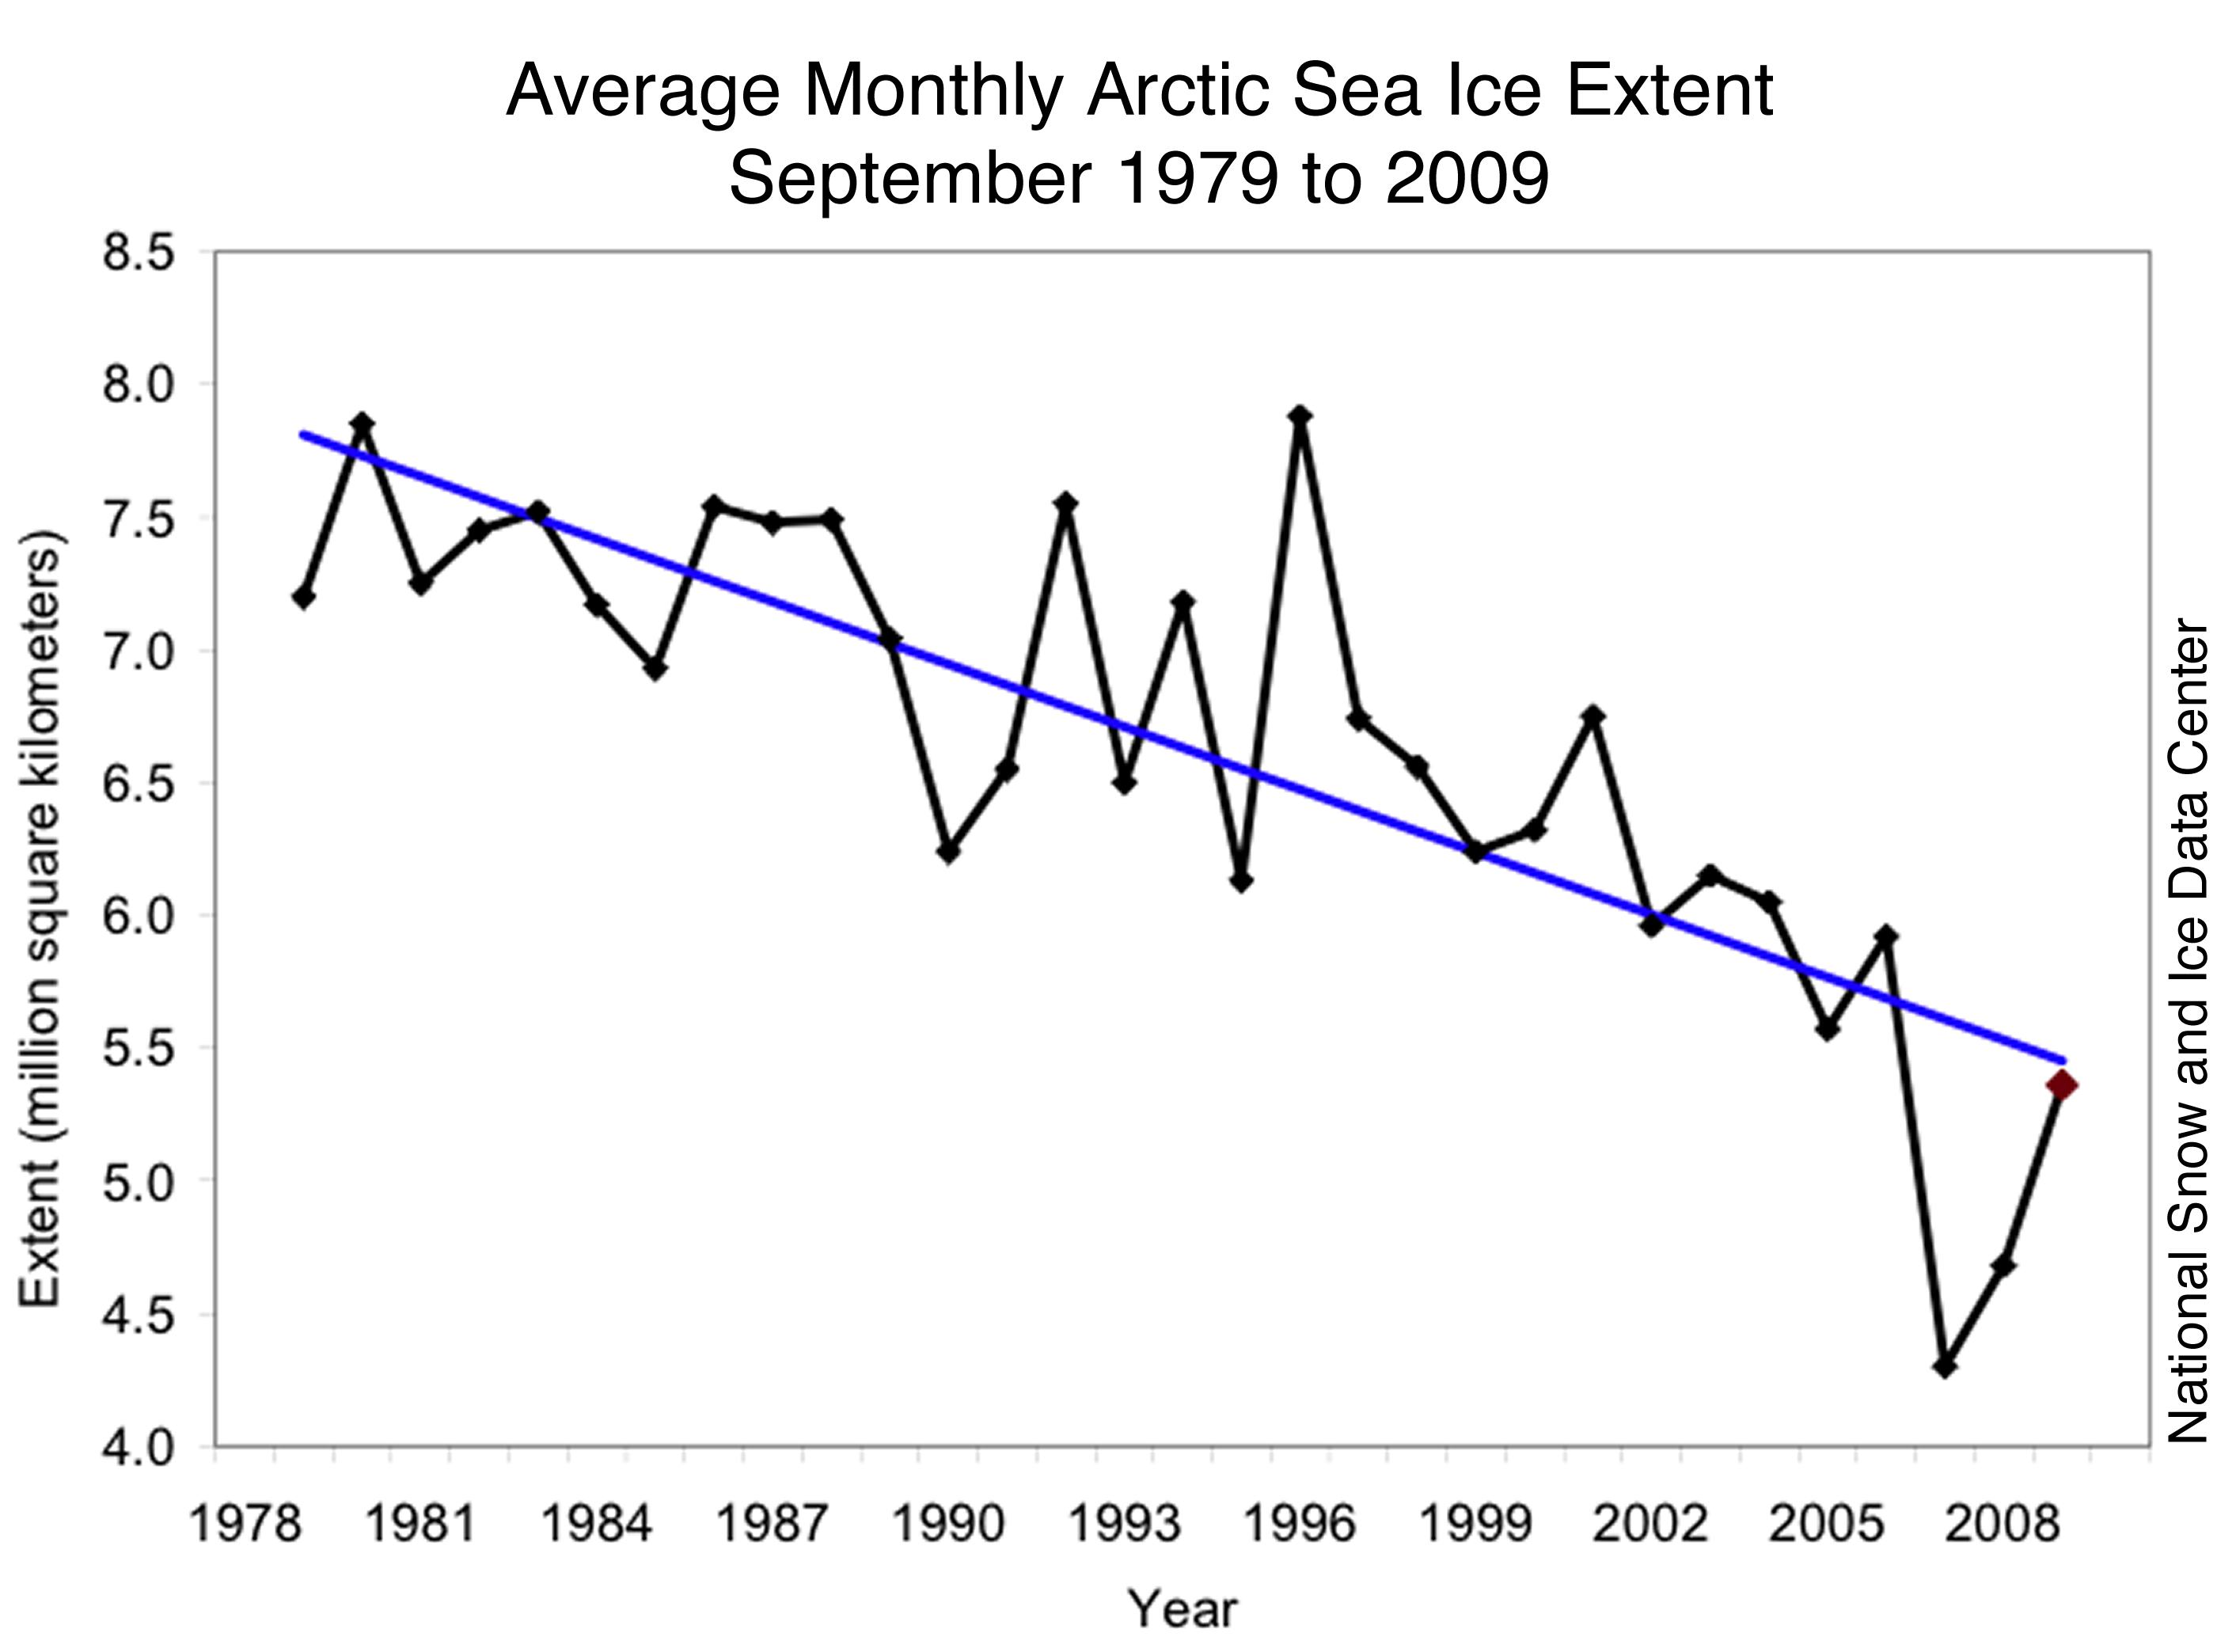 Average Monthly Arctic Sea Ice Extent
September 1979 to 2009
Extent (million square kilometers)
8.5
8.0
7.5
7.0
6.5
6.0
5.5
5.0
4.5
4.0
1978 1981 1984 1987 1990 1993 1996 1999 2002 2005 2008
Year
National Snow and Ice Data Center